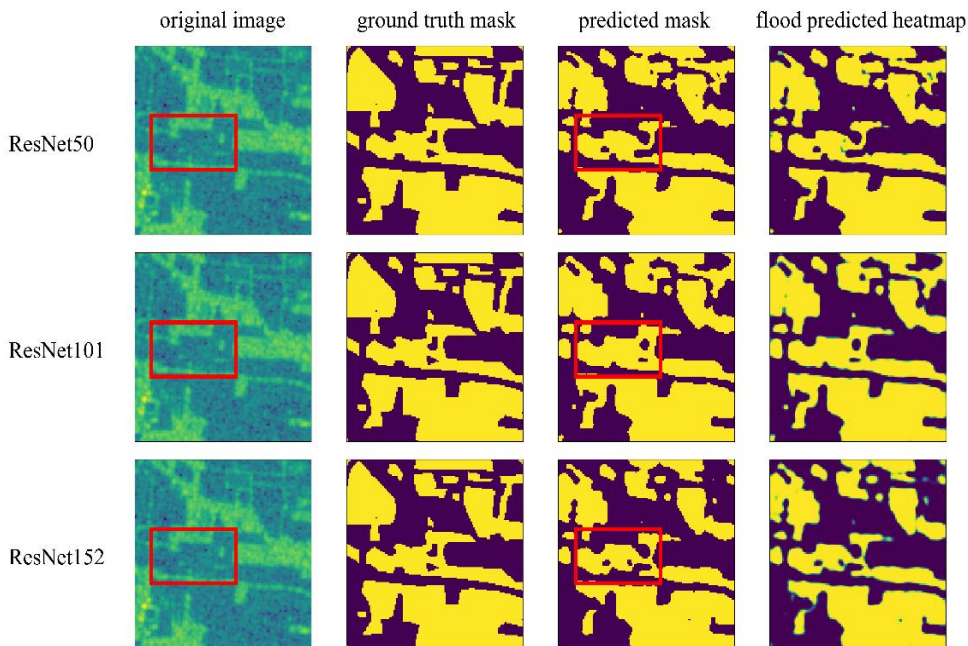 original image
ground truth mask
predicted mask
flood predicted heatmap
ResNet50
ResNet101
ResNet152